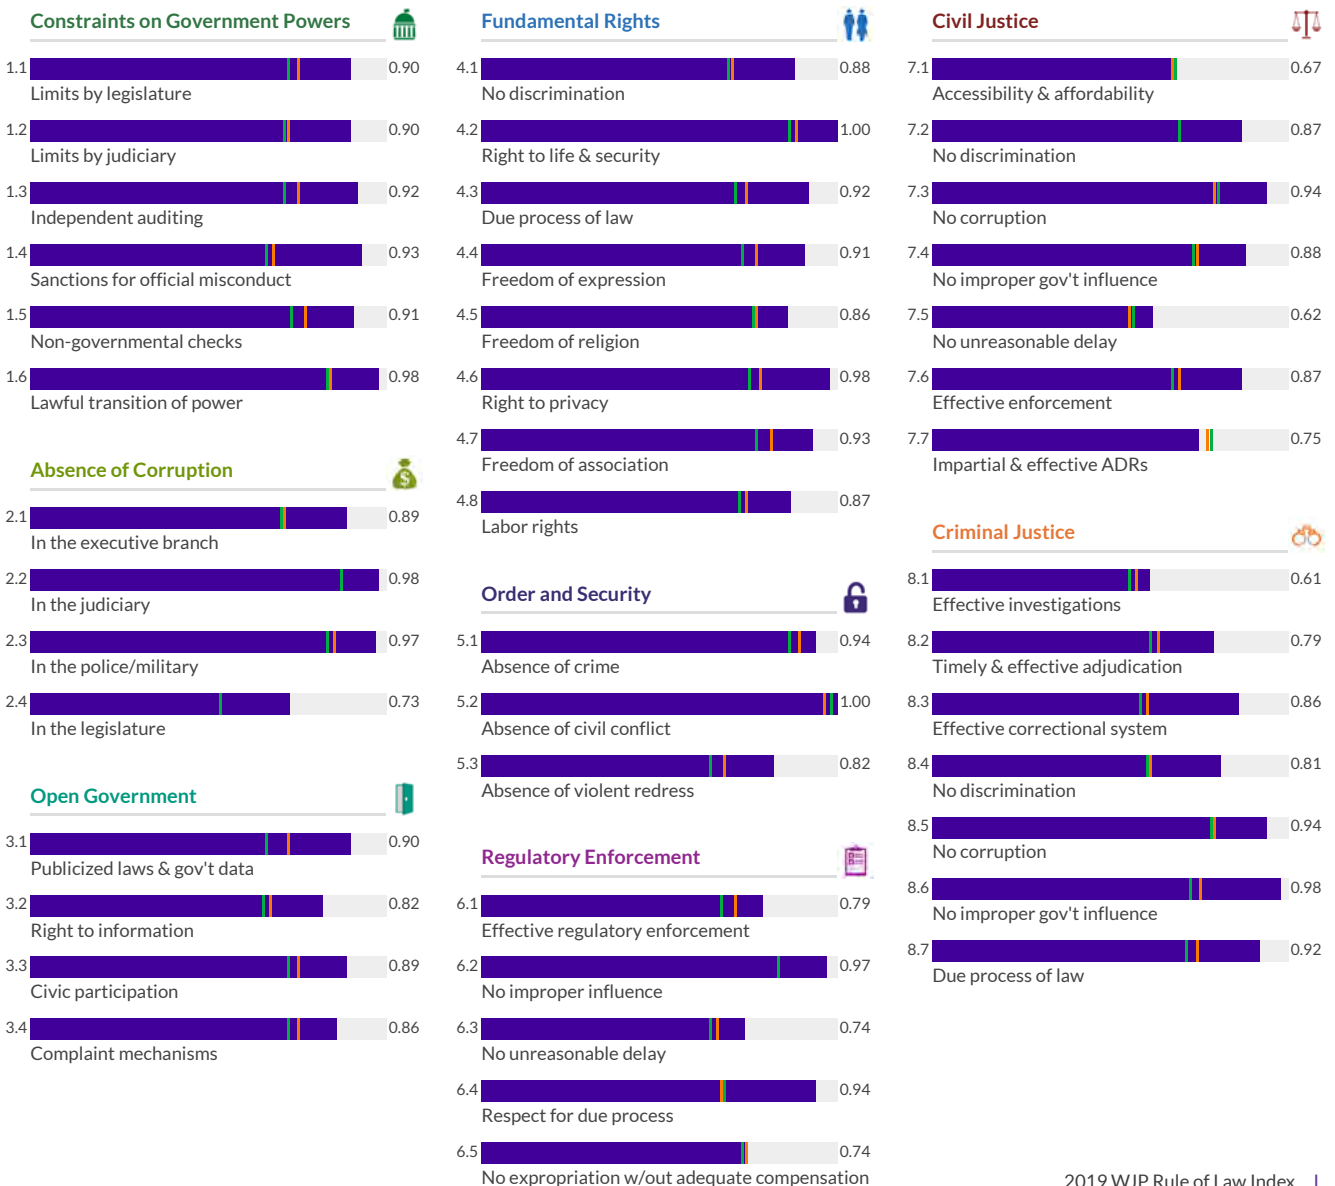 Constraints on Government Powers
1.1 0.90
Limits by legislature
1.2 0.90
Limits by judiciary
1.3 0.92
Independent auditing
1.4 0.93
Sanctions for official misconduct
1.5 0.91
Non-governmental checks
1.6 0.98
Lawful transition of power
Absence of Corruption
$
2.1 0.89
In the executive branch
2.2 0.98
In the judiciary
2.3 0.97
In the police/military
2.4 0.73
In the legislature
Open Government
3.1 0.90
Publicized laws & gov't data
3.2 0.82
Right to information
3.3 0.89
Civic participation
3.4 0.86
Complaint mechanisms
Fundamental Rights
4.1 0.88
No discrimination
4.2 1.00
Right to life & security
4.3 0.92
Due process of law
4.4 0.91
Freedom of expression
4.5 0.86
Freedom of religion
4.6 0.98
Right to privacy
4.7 0.93
Freedom of association
4.8 0.87
Labor rights
Order and Security
5.1 0.94
Absence of crime
5.2 1.00
Absence of civil conflict
5.3 0.82
Absence of violent redress
Regulatory Enforcement
6.1 0.79
Effective regulatory enforcement
6.2 0.97
No improper influence
6.3 0.74
No unreasonable delay
6.4 0.94
Respect for due process
6.5 0.74
No expropriation w/out adequate compensation
Civil Justice
7.1 0.67
Accessibility & affordability
7.2 0.87
No discrimination
7.3 0.94
No corruption
7.4 0.88
No improper gov't influence
7.5 0.62
No unreasonable delay
7.6 0.87
Effective enforcement
7.7 0.75
Impartial & effective ADRs
Criminal Justice
8.1 0.61
Effective investigations
8.2 0.79
Timely & effective adjudication
8.3 0.86
Effective correctional system
8.4 0.81
No discrimination
8.5 0.94
No corruption
8.6 0.98
No improper gov't influence
8.7 0.92
Due process of law
2019 WJP Rule of Law Index |